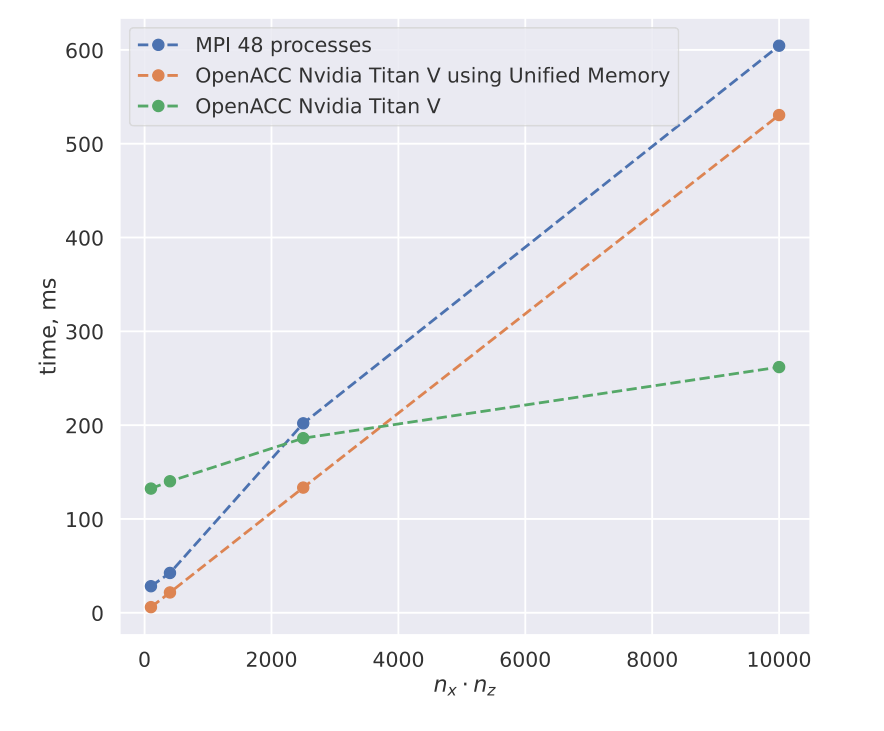 MPI 48 processes
OpenACC Nvidia Titan V using Unified Memory
OpenACC Nvidia Titan V
600
500
400
300
200
100
0
time, ms
0 2000 4000 6000 8000 10000
n_x · n_z